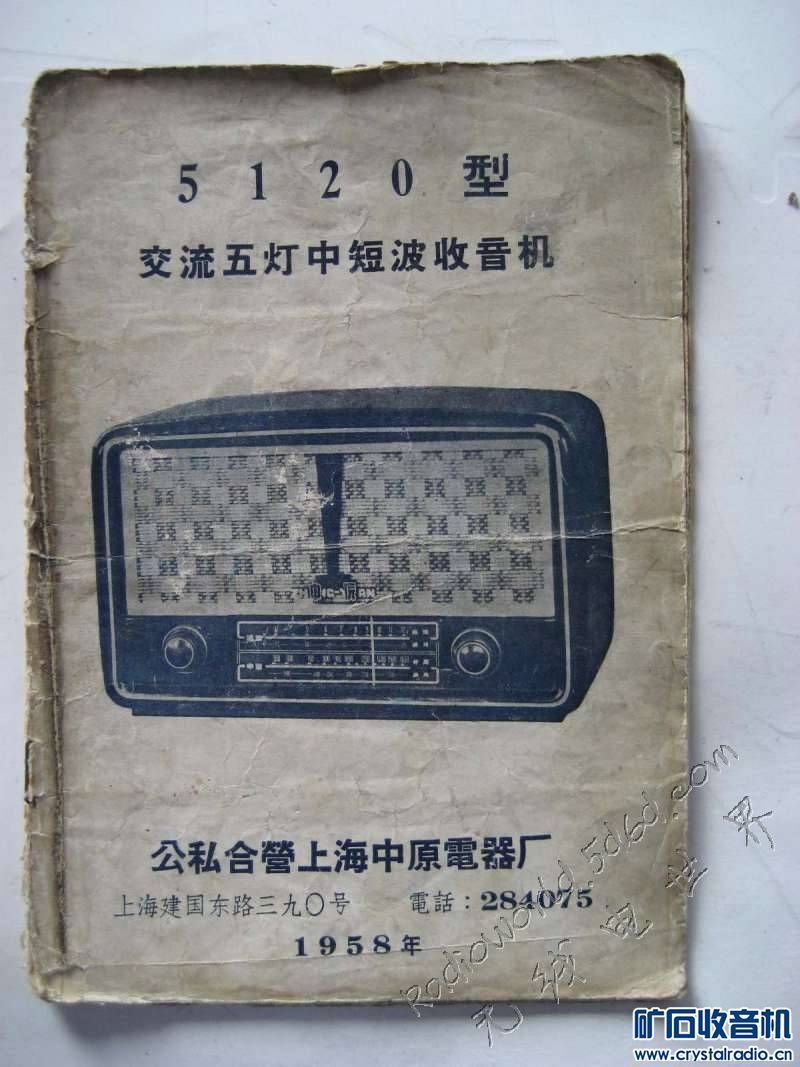 5120型
交流五灯中短波收音机
公私合營上海中原電器厂
上海建国东路三九〇号 電話：284075
1958年
Radioworld.5d6d.com
无线电世界
矿石收音机
www.crystalradio.cn